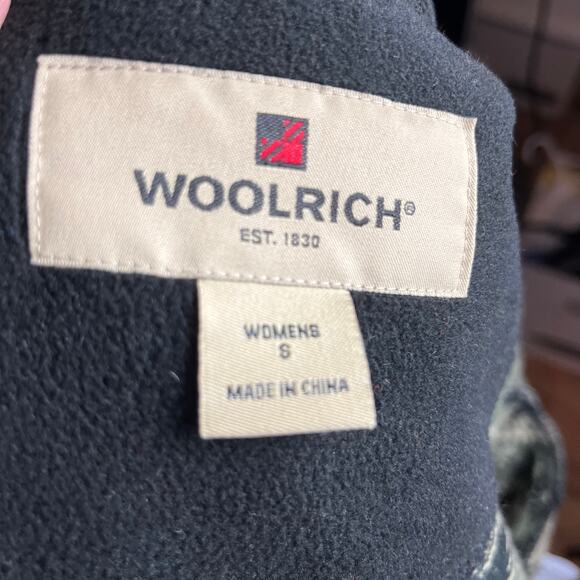 WOOLRICH®
EST. 1830
WOMENS
S
MADE IN CHINA